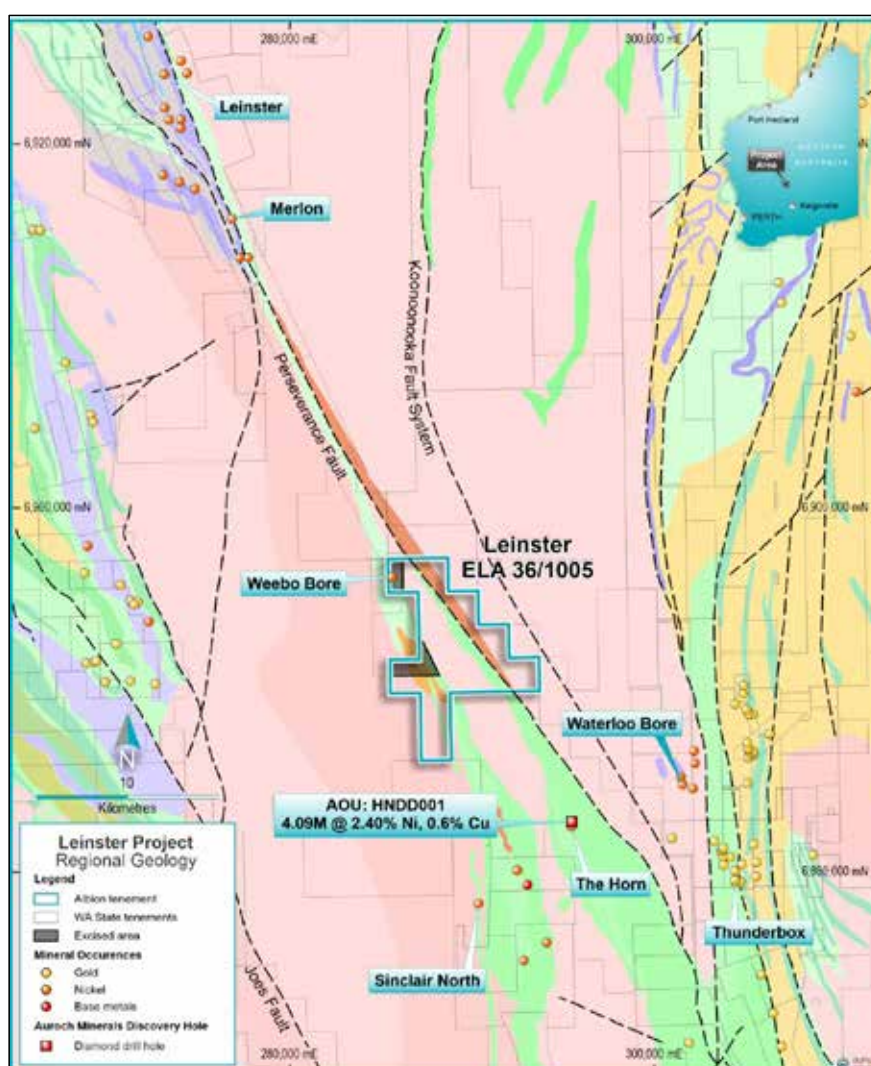 280,000 mE
300,000 mE
Leinster
Port Hedland
WESTERN
AUSTRALIA
Project
Area
Kalgoorlie
PERTH
6,920,000 mN
Merlon
Koonoonooka Fault System
Perseverance Fault
6,900,000 mN
6,900,000 mN
Leinster
ELA 36/1005
Weebo Bore
Waterloo Bore
N
10
Kilometres
AOU: HNDD001
4.09M @ 2.40% Ni, 0.6% Cu
The Horn
6,880,000 mN
Thunderbox
Sinclair North
Joes Fault
280,000 mE
300,000 mE
Leinster Project
Regional Geology
Legend
Albion tenement
WA State tenements
Excised area
Mineral Occurences
Gold
Nickel
Base metals
Auroch Minerals Discovery Hole
Diamond drill hole